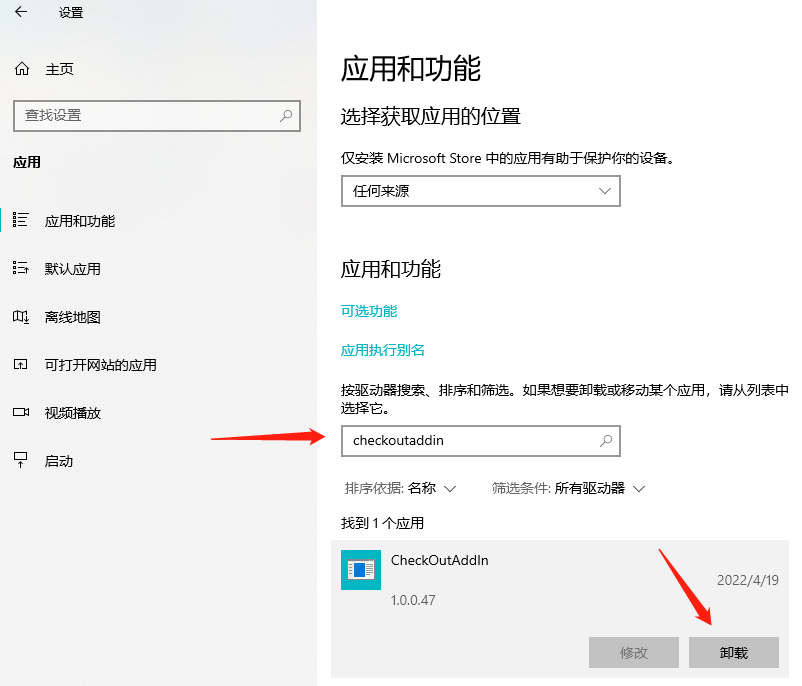 设置
主页
查找设置
应用
应用和功能
默认应用
离线地图
可打开网站的应用
视频播放
启动
应用和功能
选择获取应用的位置
仅安装 Microsoft Store 中的应用有助于保护你的设备。
任何来源
应用和功能
可选功能
应用执行别名
按驱动器搜索、排序和筛选。如果想要卸载或移动某个应用，请从列表中
选择它。
checkoutaddin
排序依据: 名称 筛选条件: 所有驱动器
找到 1 个应用
CheckOutAddIn
2022/4/19
1.0.0.47
修改 卸载